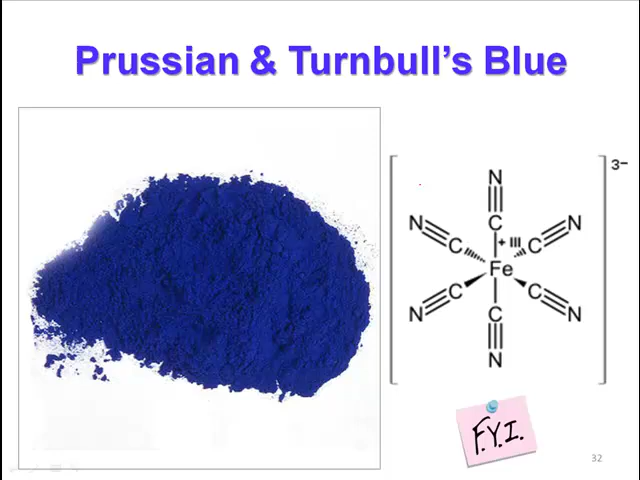 Prussian & Turnbull's Blue
3−
N
C
N C + III C N
Fe
N C C N
C
N
F.Y.I.
32